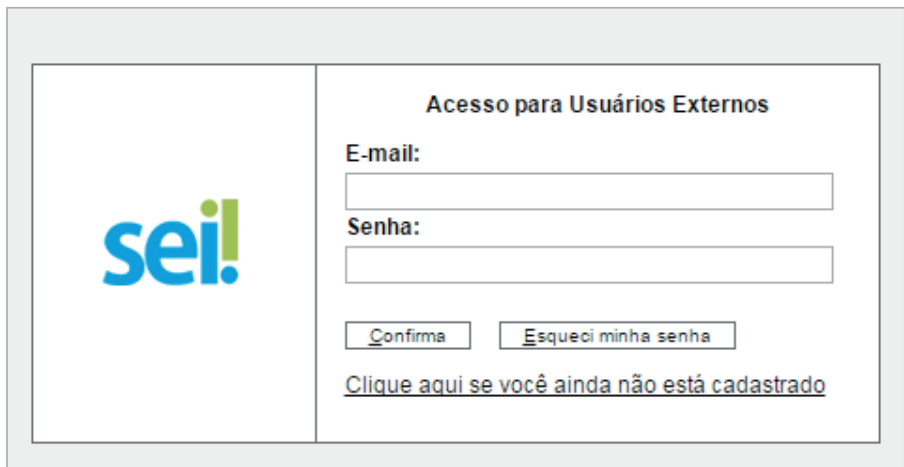 sei!
Acesso para Usuários Externos
E-mail:
Senha:
Confirma
Esqueci minha senha
Clique aqui se você ainda não está cadastrado